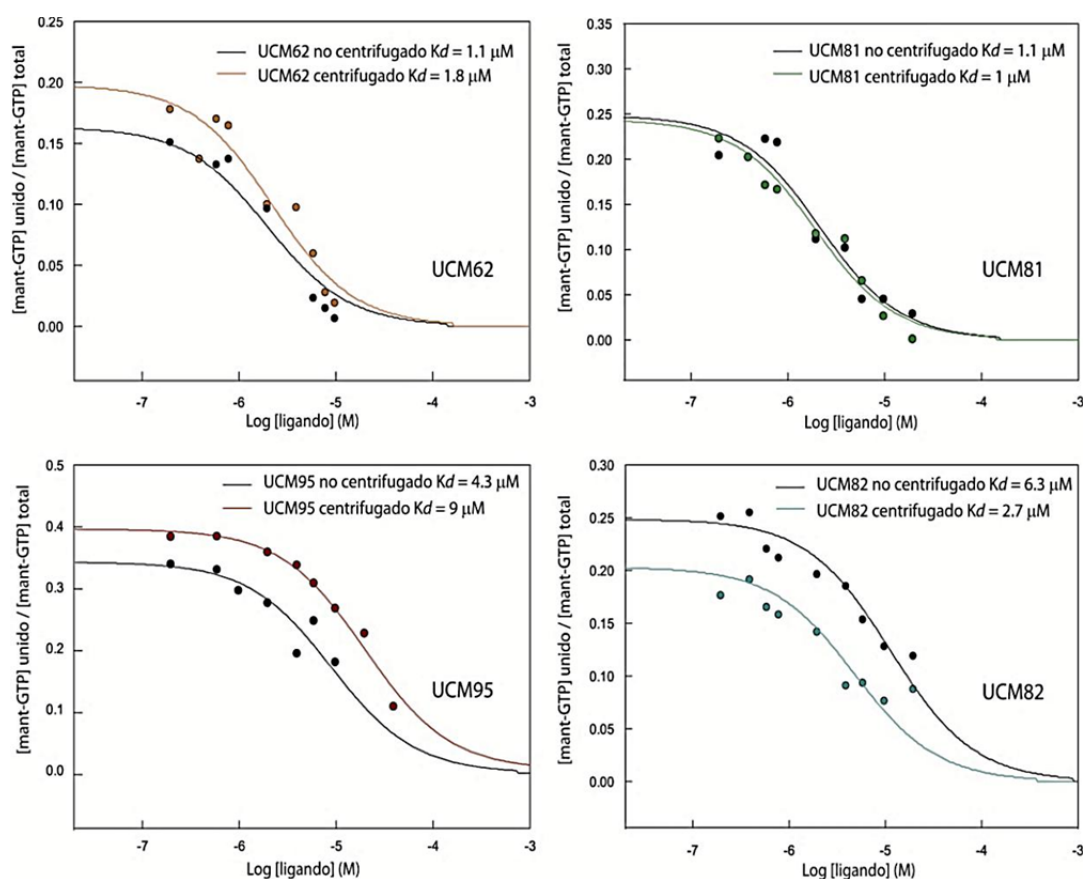 [mant-GTP] unido / [mant-GTP] total
0.25
0.20
0.15
0.10
0.05
0.00
UCM62 no centrifugado Kd = 1.1 µM
UCM62 centrifugado Kd = 1.8 µM
UCM62
-7 -6 -5 -4 -3
Log [ligando] (M)
[mant-GTP] unido / [mant-GTP] total
0.35
0.30
0.25
0.20
0.15
0.10
0.05
0.00
UCM81 no centrifugado Kd = 1.1 µM
UCM81 centrifugado Kd = 1 µM
UCM81
-7 -6 -5 -4 -3
Log [ligando] (M)
[mant-GTP] unido / [mant-GTP] total
0.5
0.4
0.3
0.2
0.1
0.0
UCM95 no centrifugado Kd = 4.3 µM
UCM95 centrifugado Kd = 9 µM
UCM95
-7 -6 -5 -4 -3
Log [ligando] (M)
[mant-GTP] unido / [mant-GTP] total
0.30
0.25
0.20
0.15
0.10
0.05
0.00
UCM82 no centrifugado Kd = 6.3 µM
UCM82 centrifugado Kd = 2.7 µM
UCM82
-7 -6 -5 -4 -3
Log [ligando] (M)